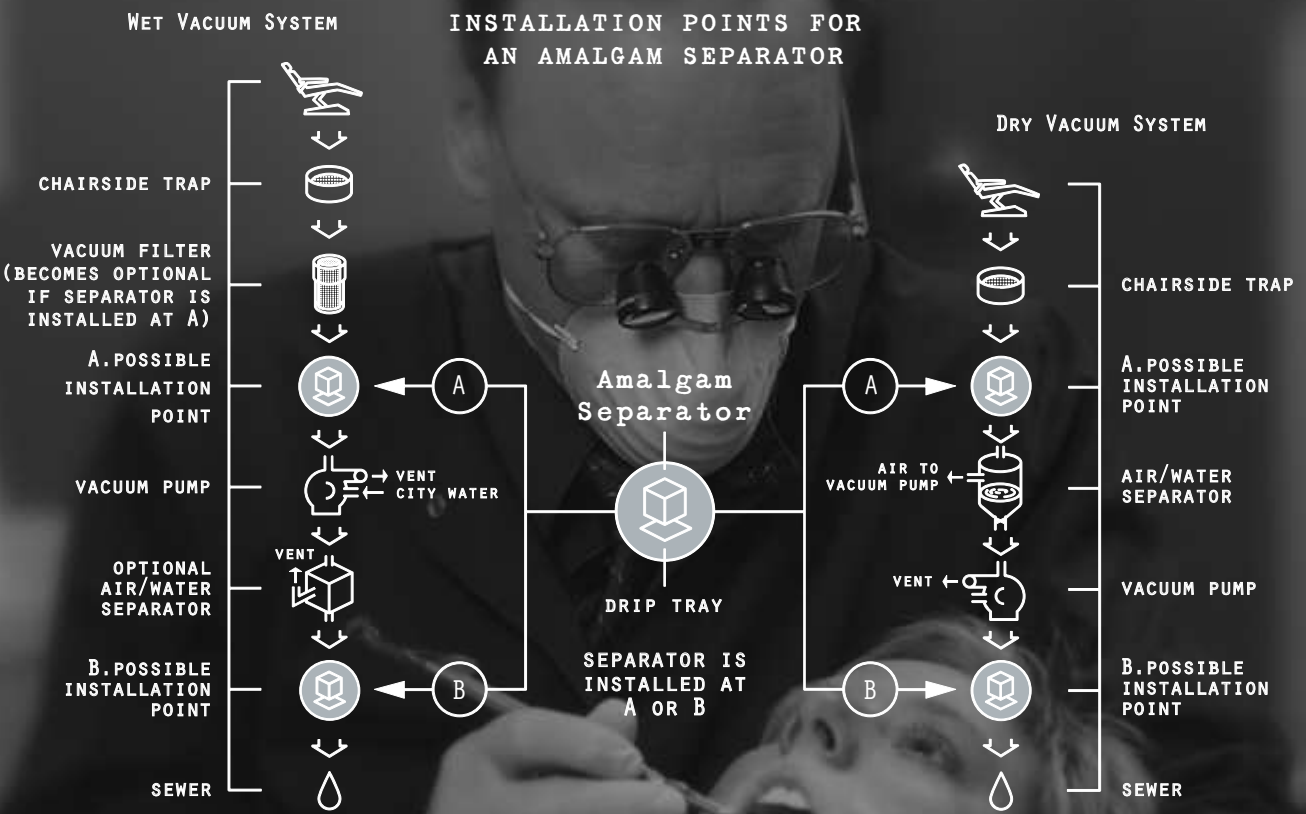 Wet Vacuum System
INSTALLATION POINTS FOR
AN AMALGAM SEPARATOR
CHAIRSIDE TRAP
VACUUM FILTER
(BECOMES OPTIONAL
IF SEPARATOR IS
INSTALLED AT A)
A.POSSIBLE
INSTALLATION
POINT
VACUUM PUMP
OPTIONAL
AIR/WATER
SEPARATOR
B.POSSIBLE
INSTALLATION
POINT
SEWER
VENT
CITY WATER
VENT
A
B
Amalgam
Separator
DRIP TRAY
SEPARATOR IS
INSTALLED AT
A OR B
A
B
Dry Vacuum System
AIR TO
VACUUM PUMP
VENT
CHAIRSIDE TRAP
A.POSSIBLE
INSTALLATION
POINT
AIR/WATER
SEPARATOR
VACUUM PUMP
B.POSSIBLE
INSTALLATION
POINT
SEWER